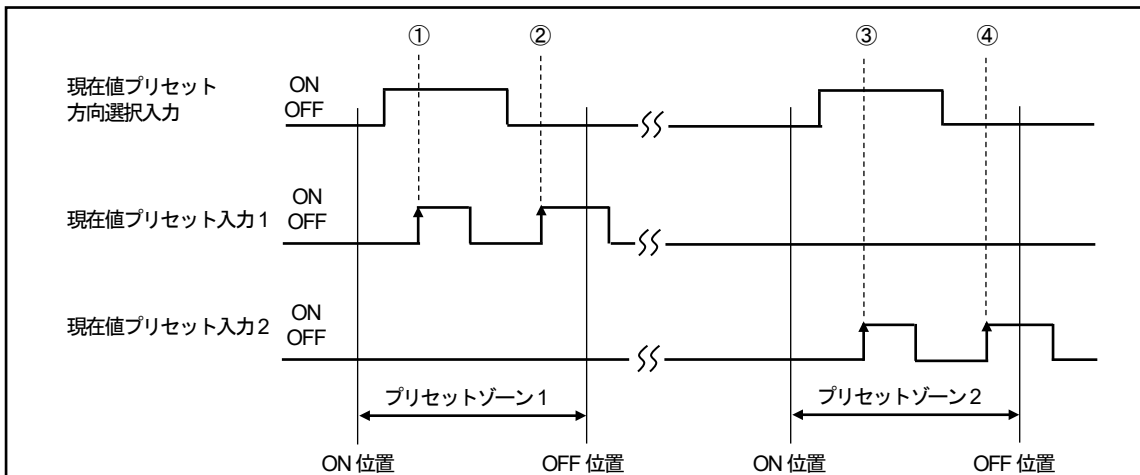 ① ② ③ ④
現在値プリセット
方向選択入力
ON
OFF
現在値プリセット入力1
ON
OFF
現在値プリセット入力2
ON
OFF
プリセットゾーン1 プリセットゾーン2
ON 位置 OFF 位置 ON 位置 OFF 位置